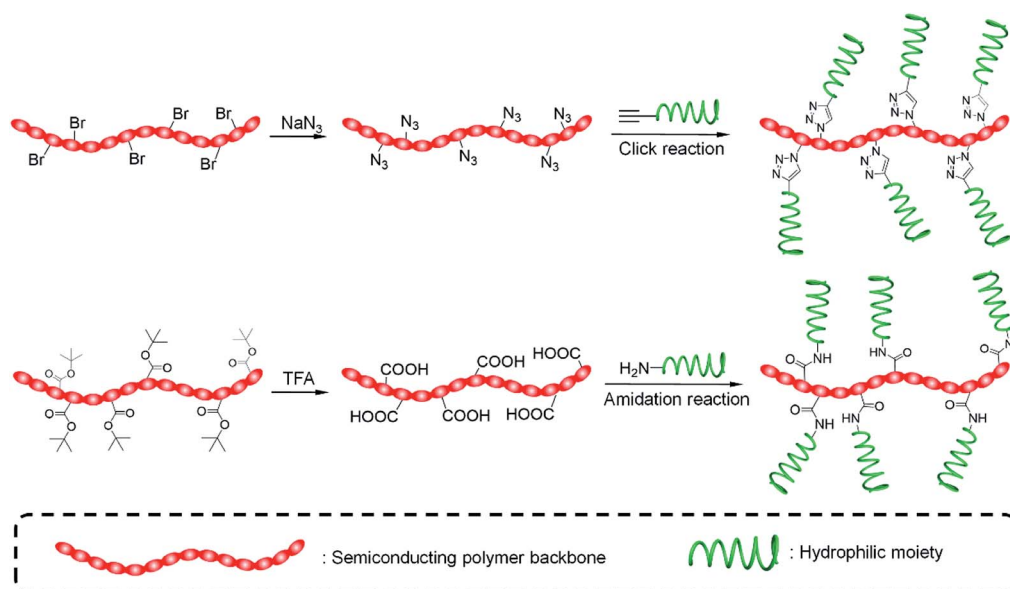 Br Br Br
Br Br Br
NaN3
N3 N3 N3
N3 N3 N3
Click reaction
N N N N N N N N N
N N N N N N N N N
O O O O O O
O O O O O O
TFA
COOH COOH HOOC
HOOC COOH HOOC
H2N
Amidation reaction
O NH HN O O N
O NH HN O O NH
: Semiconducting polymer backbone
: Hydrophilic moiety